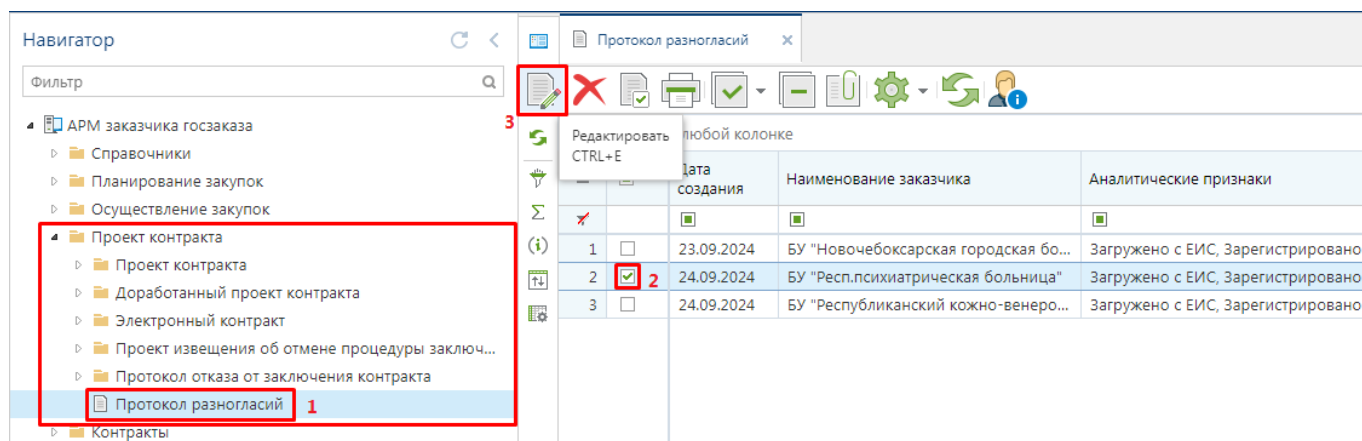 Навигатор
Фильтр
АРМ заказчика госзаказа
Справочники
Планирование закупок
Осуществление закупок
Проект контракта
Проект контракта
Доработанный проект контракта
Электронный контракт
Проект извещения об отмене процедуры заключ...
Протокол отказа от заключения контракта
Протокол разногласий 1
Контракты
Протокол разногласий
3
Редактировать
CTRL+E
любой колонке
Дата создания
Наименование заказчика
Аналитические признаки
1 23.09.2024 БУ "Новочебоксарская городская бо... Загружено с ЕИС, Зарегистрировано
2 2 24.09.2024 БУ "Респ.психиатрическая больница" Загружено с ЕИС, Зарегистрировано
3 24.09.2024 БУ "Республиканский кожно-венеро... Загружено с ЕИС, Зарегистрировано